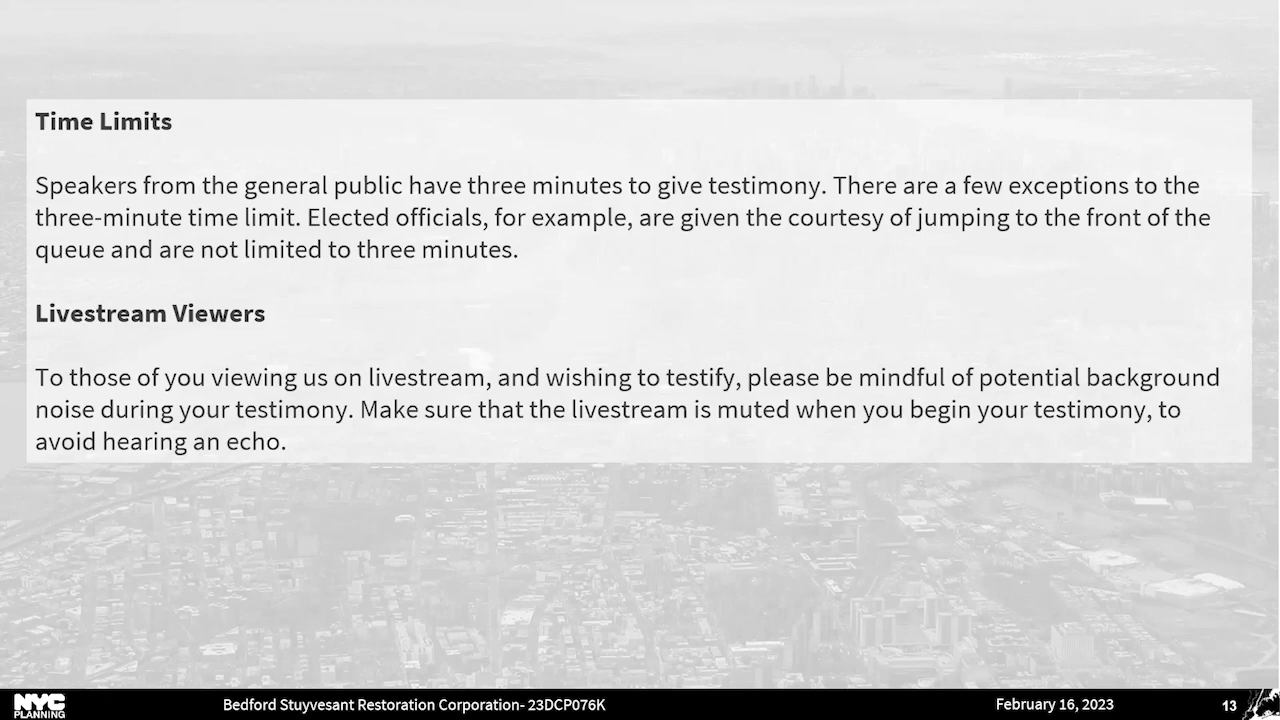 Time Limits
Speakers from the general public have three minutes to give testimony. There are a few exceptions to the
three-minute time limit. Elected officials, for example, are given the courtesy of jumping to the front of the
queue and are not limited to three minutes.
Livestream Viewers
To those of you viewing us on livestream, and wishing to testify, please be mindful of potential background
noise during your testimony. Make sure that the livestream is muted when you begin your testimony, to
avoid hearing an echo.
NYC
PLANNING
Bedford Stuyvesant Restoration Corporation- 23DCP076K
February 16, 2023
13